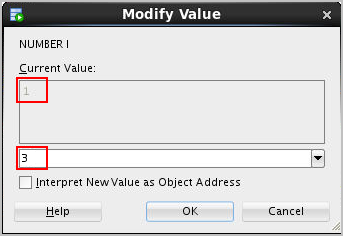 Modify Value
NUMBER I
Current Value:
1
3
Interpret New Value as Object Address
Help OK Cancel